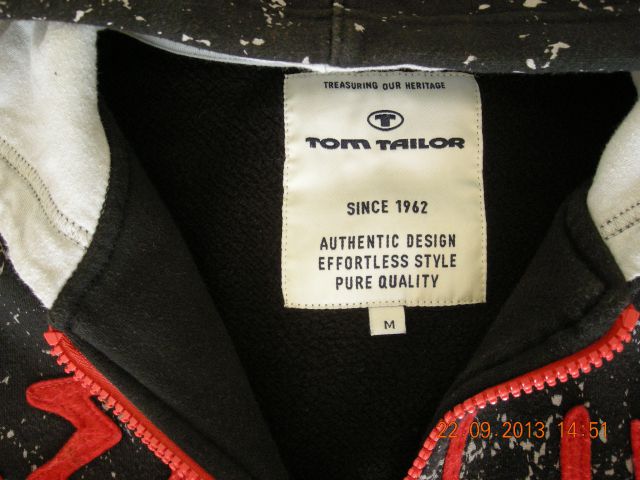 TREASURING OUR HERITAGE
T
TOM TAILOR
SINCE 1962
AUTHENTIC DESIGN
EFFORTLESS STYLE
PURE QUALITY
M
22.09.2013 14:51